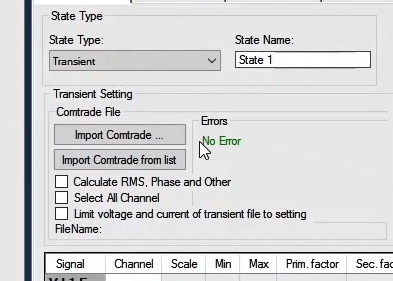 State Type
State Type:
State Name:
Transient
State 1
Transient Setting
Comtrade File
Errors
Import Comtrade ...
No Error
Import Comtrade from list
Calculate RMS, Phase and Other
Select All Channel
Limit voltage and current of transient file to setting
FileName:
Signal Channel Scale Min Max Prim. factor